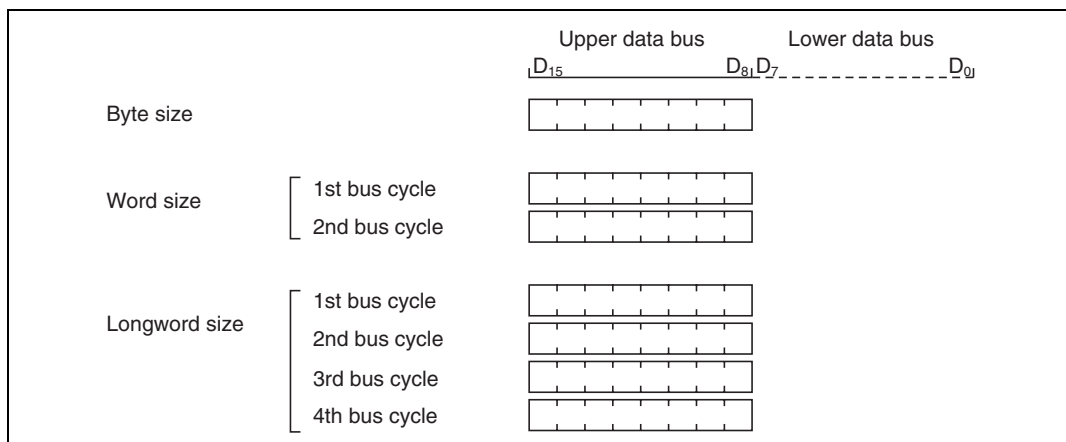 Upper data bus Lower data bus
D15 D8 D7 D0
Byte size
Word size
1st bus cycle
2nd bus cycle
Longword size
1st bus cycle
2nd bus cycle
3rd bus cycle
4th bus cycle